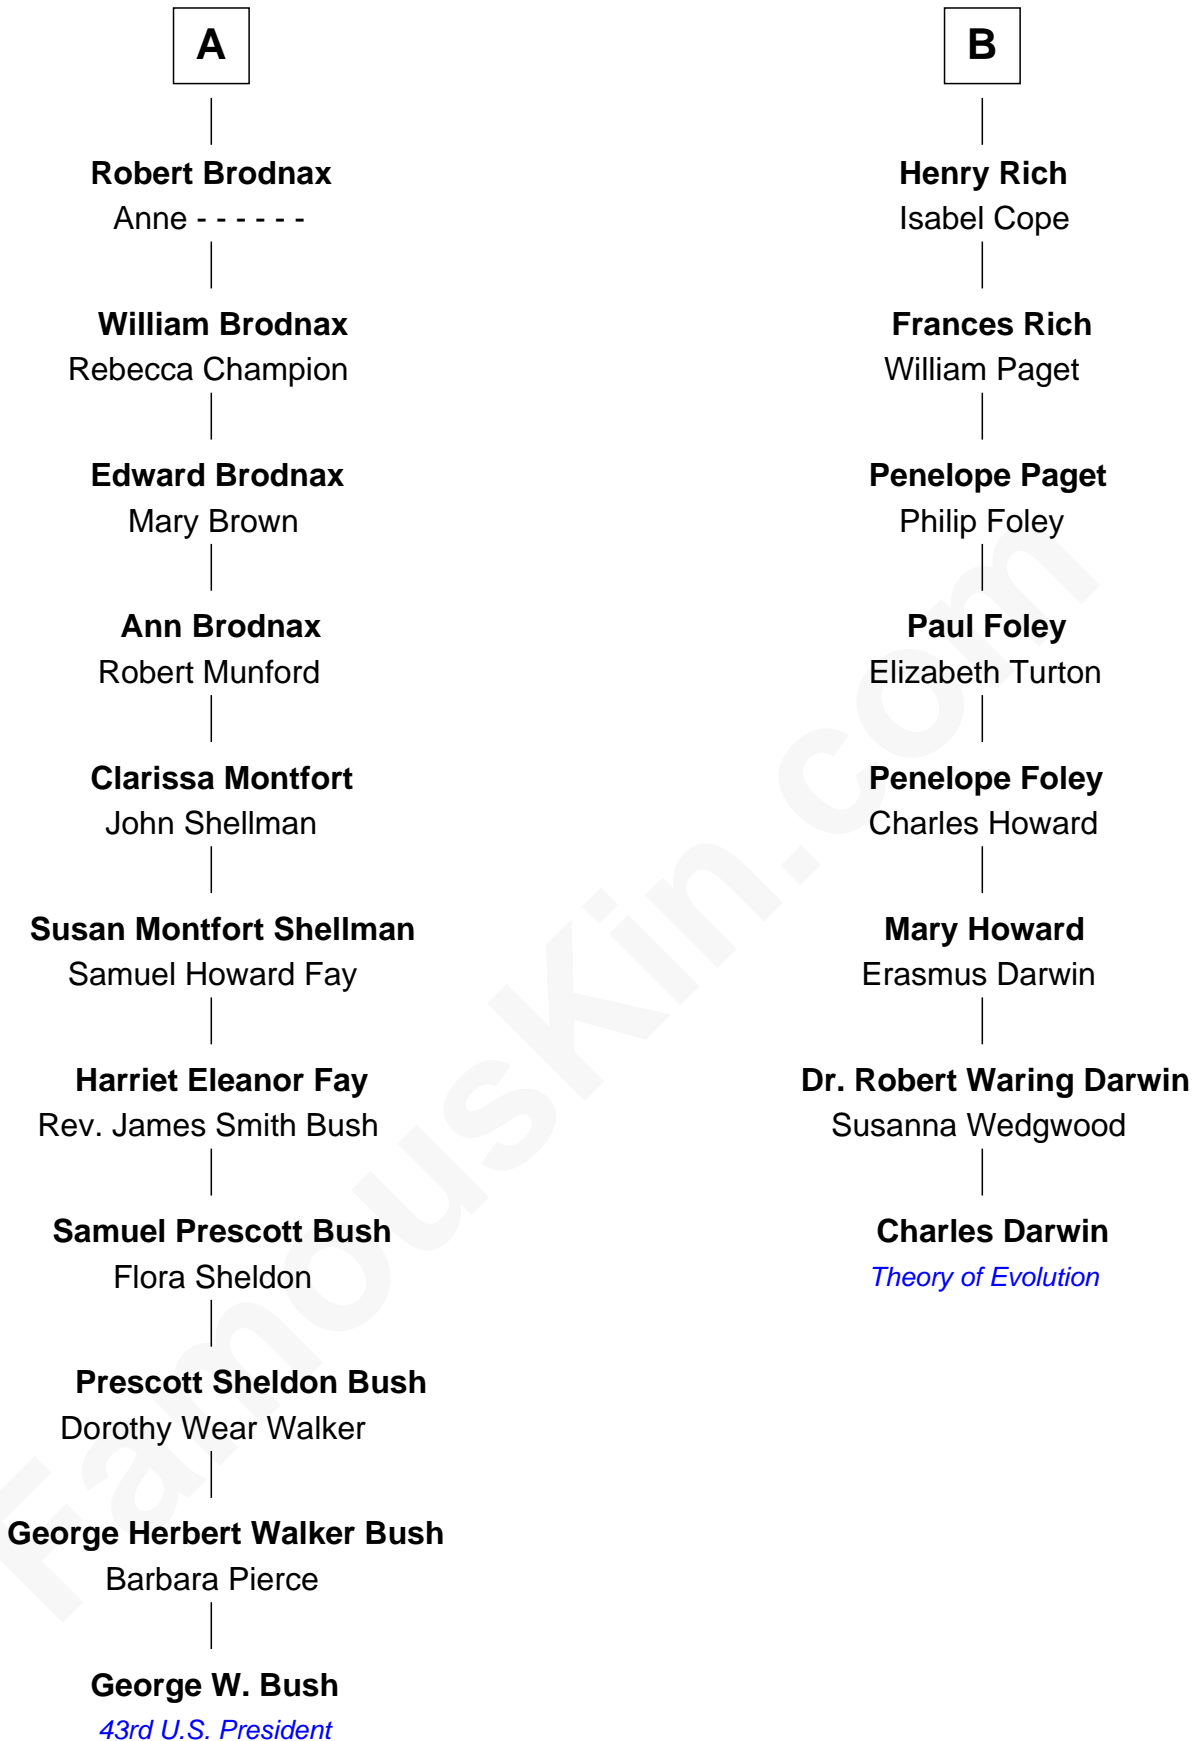 A
Robert Brodnax
Anne - - - - - -
William Brodnax
Rebecca Champion
Edward Brodnax
Mary Brown
Ann Brodnax
Robert Munford
Clarissa Montfort
John Shellman
Susan Montfort Shellman
Samuel Howard Fay
Harriet Eleanor Fay
Rev. James Smith Bush
Samuel Prescott Bush
Flora Sheldon
Prescott Sheldon Bush
Dorothy Wear Walker
George Herbert Walker Bush
Barbara Pierce
George W. Bush
43rd U.S. President
B
Henry Rich
Isabel Cope
Frances Rich
William Paget
Penelope Paget
Philip Foley
Paul Foley
Elizabeth Turton
Penelope Foley
Charles Howard
Mary Howard
Erasmus Darwin
Dr. Robert Waring Darwin
Susanna Wedgwood
Charles Darwin
Theory of Evolution
FamousKin.com